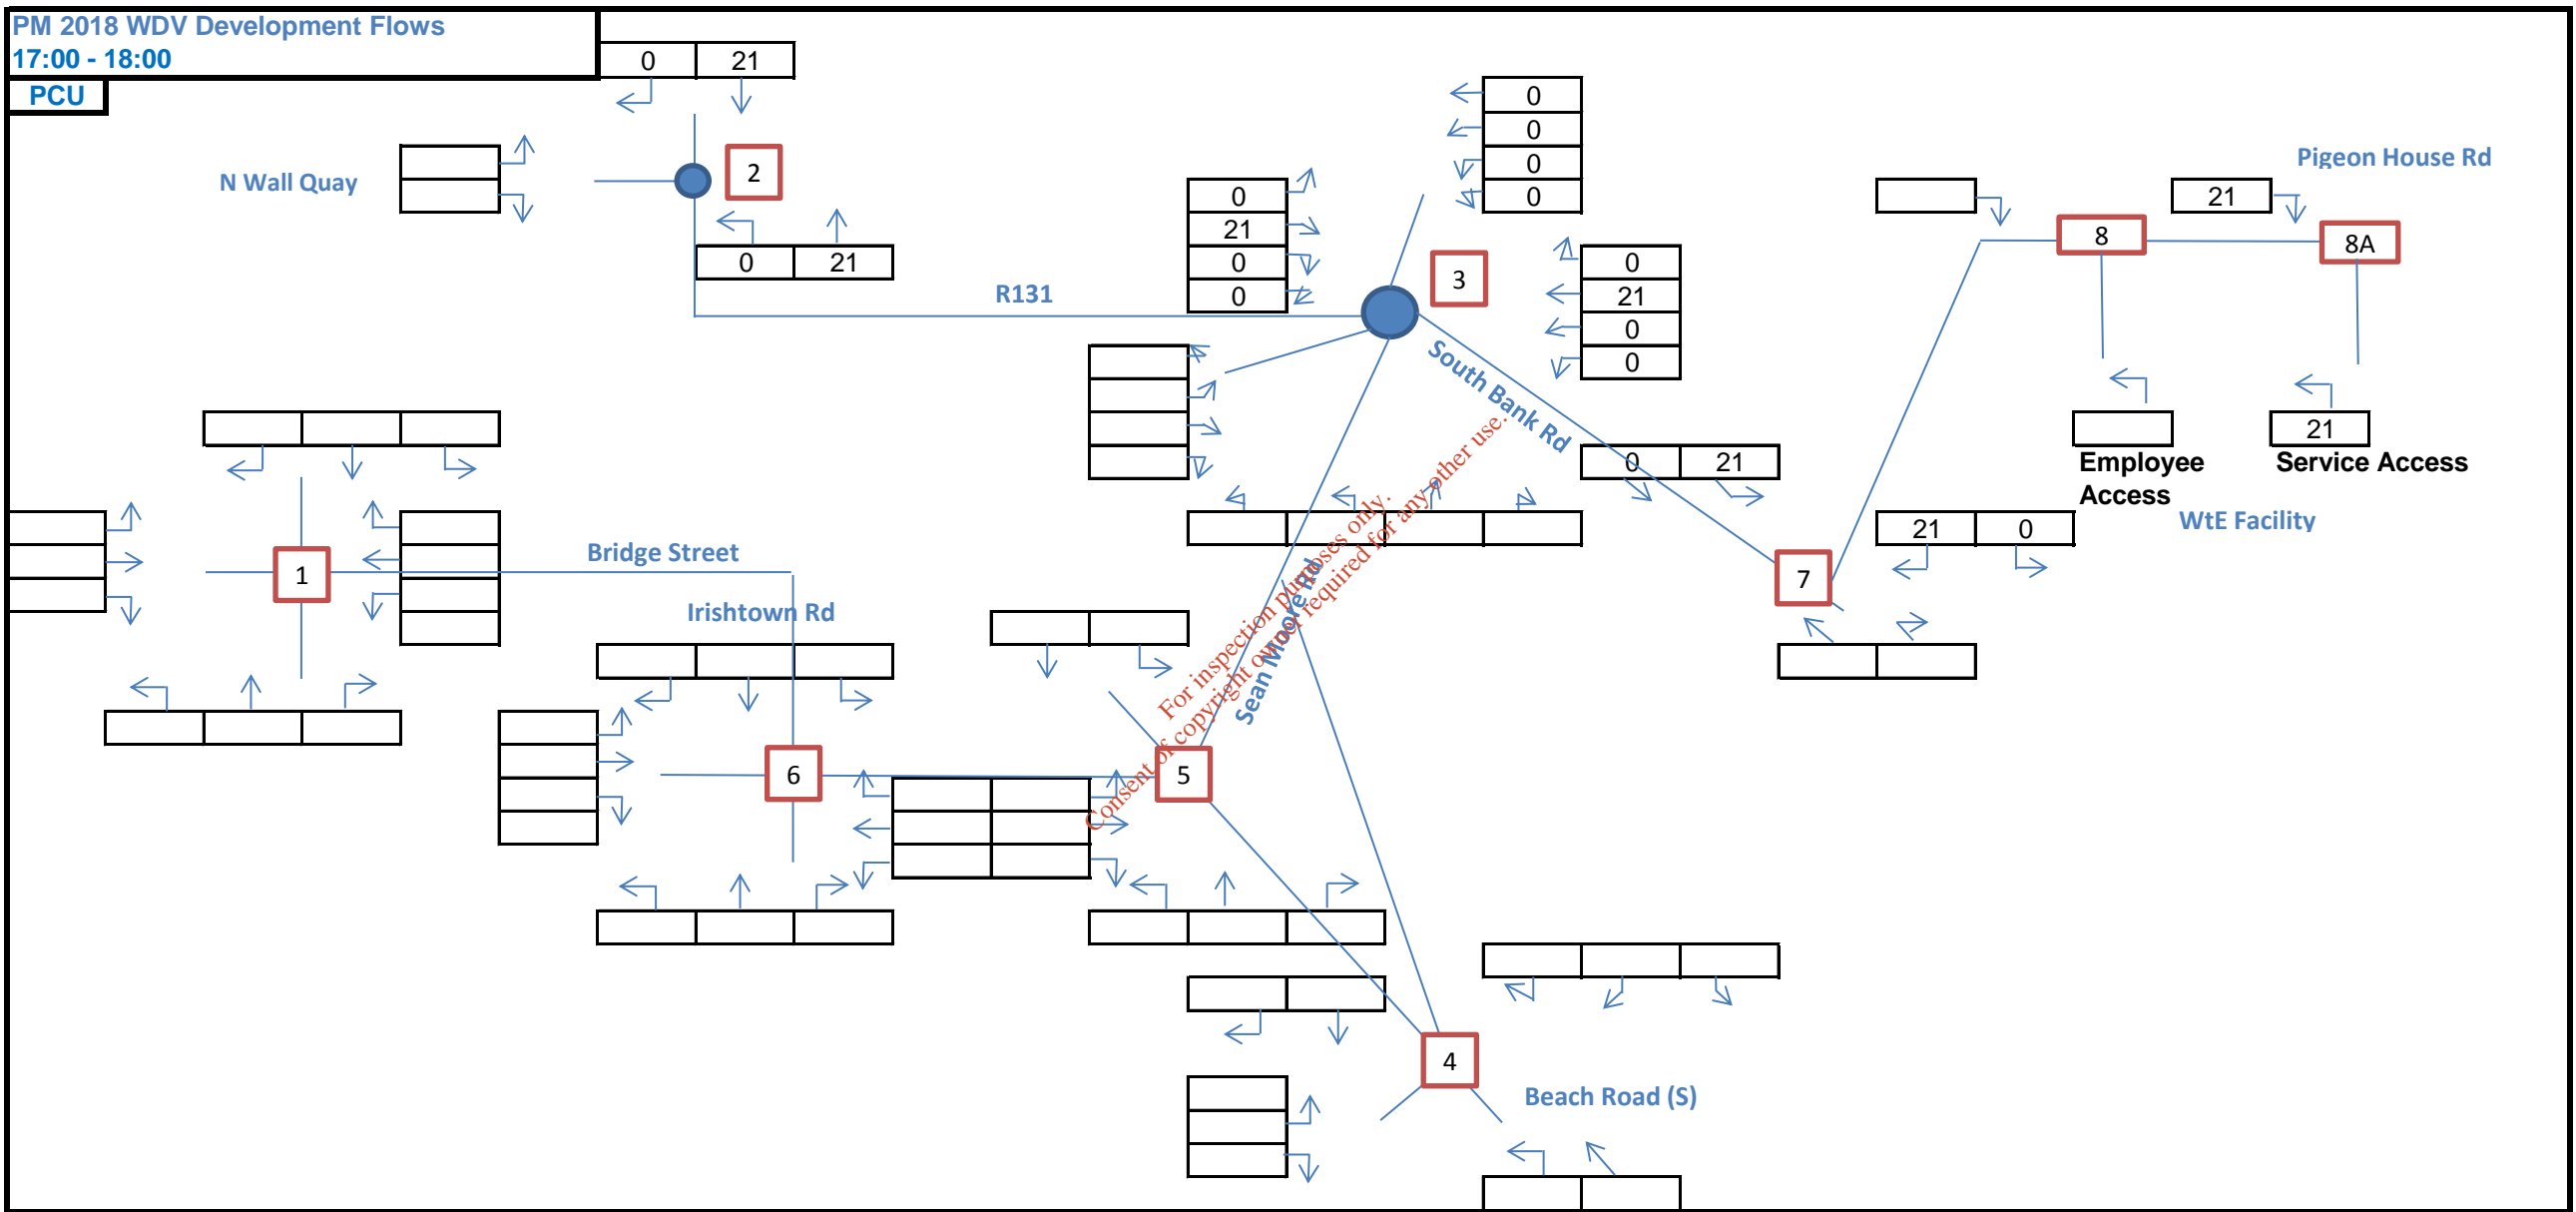 PM 2018 WDV Development Flows
17:00 - 18:00
PCU
0 21
0
0
0
0
N Wall Quay
2
Pigeon House Rd
0
21
0
0
21
8
8A
0 21
3
0
21
0
0
R131
South Bank Rd
21
Employee
Access
Service Access
0 21
WtE Facility
21 0
Bridge Street
1
7
Irishtown Rd
Sean Moore Rd
For inspection purposes only.
Consent of copyright owner required for any other use.
6
5
4
Beach Road (S)